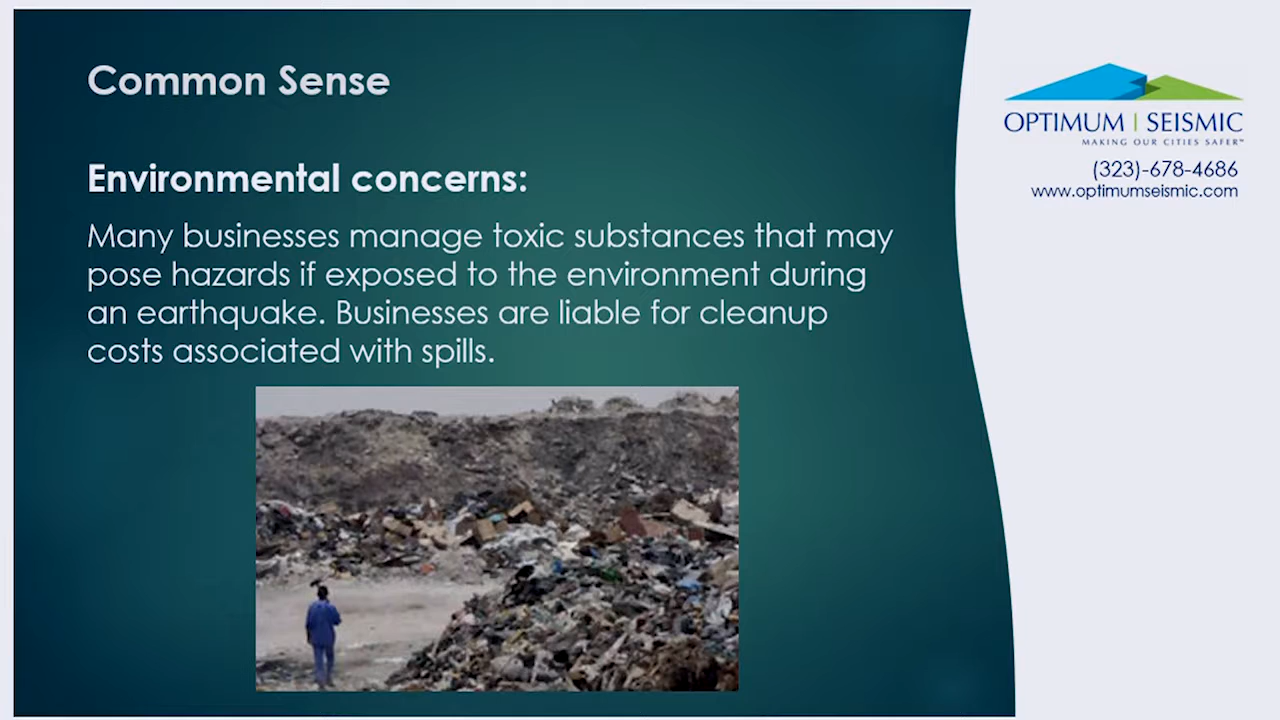 Common Sense
Environmental concerns:
Many businesses manage toxic substances that may
pose hazards if exposed to the environment during
an earthquake. Businesses are liable for cleanup
costs associated with spills.
OPTIMUM | SEISMIC
MAKING OUR CITIES SAFER™
(323)-678-4686
www.optimumseismic.com